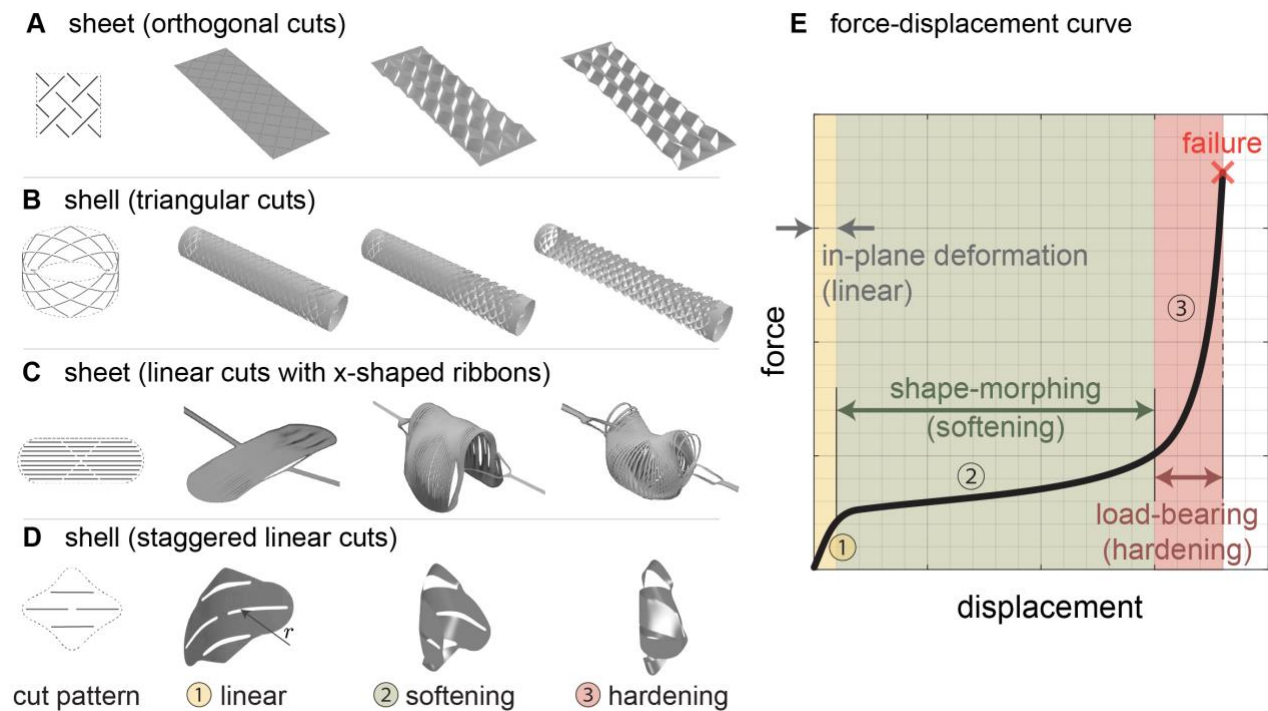 A sheet (orthogonal cuts)
B shell (triangular cuts)
C sheet (linear cuts with x-shaped ribbons)
D shell (staggered linear cuts)
r
cut pattern
① linear
② softening
③ hardening
E force-displacement curve
failure
in-plane deformation
(linear)
③
shape-morphing
(softening)
②
load-bearing
(hardening)
①
force
displacement